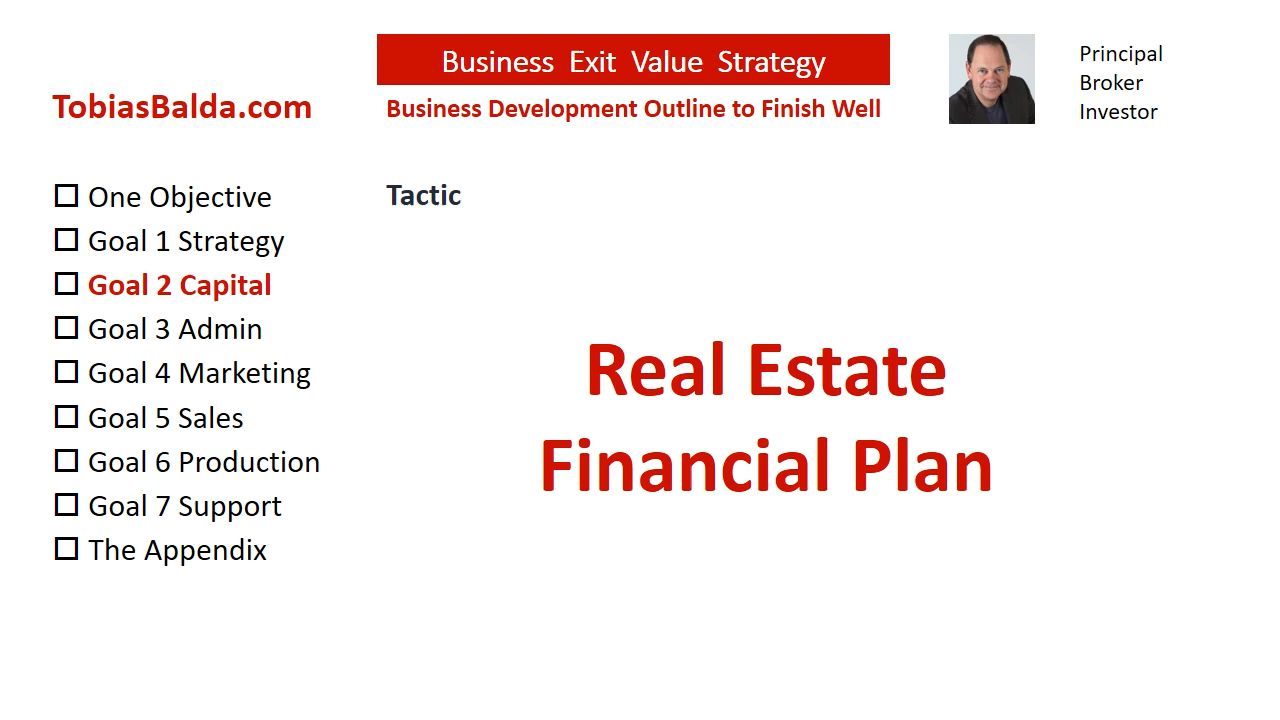 Business Exit Value Strategy
TobiasBalda.com
Business Development Outline to Finish Well
Principal
Broker
Investor
One Objective
Goal 1 Strategy
Goal 2 Capital
Goal 3 Admin
Goal 4 Marketing
Goal 5 Sales
Goal 6 Production
Goal 7 Support
The Appendix
Tactic
Real Estate
Financial Plan